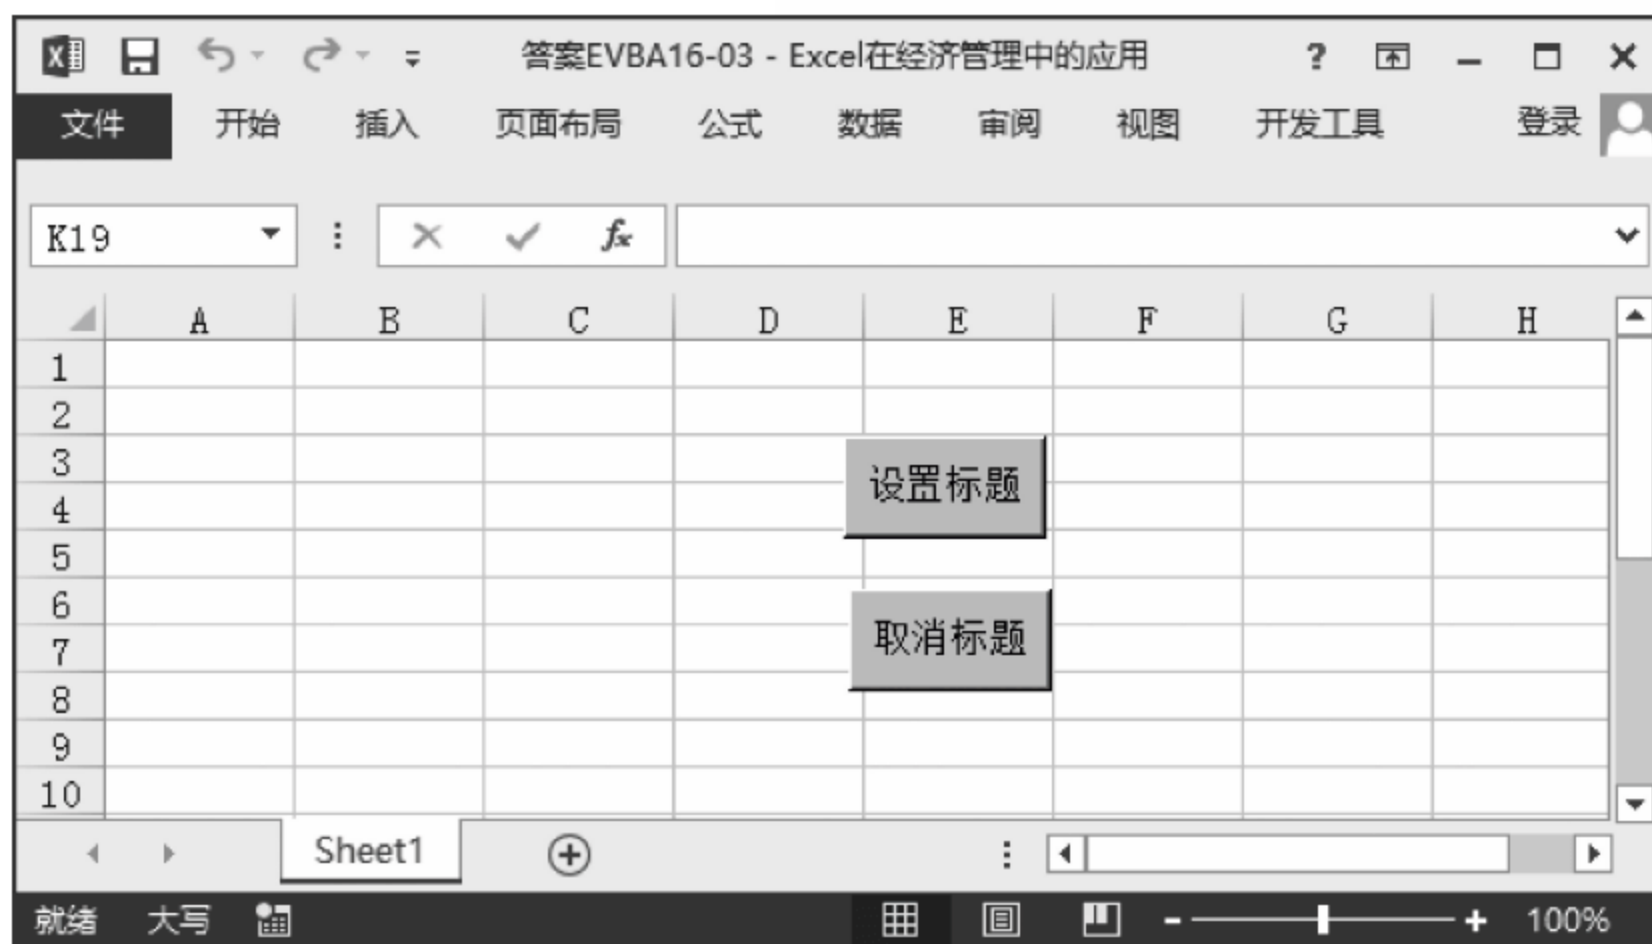 答案EVBA16-03 - Excel在经济管理中的应用 ?
文件 开始 插入 页面布局 公式 数据 审阅 视图 开发工具 登录
K19 fx
A B C D E F G H
1
2
3
设置标题
4
5
6
取消标题
7
8
9
10
Sheet1
就绪 大写 100%